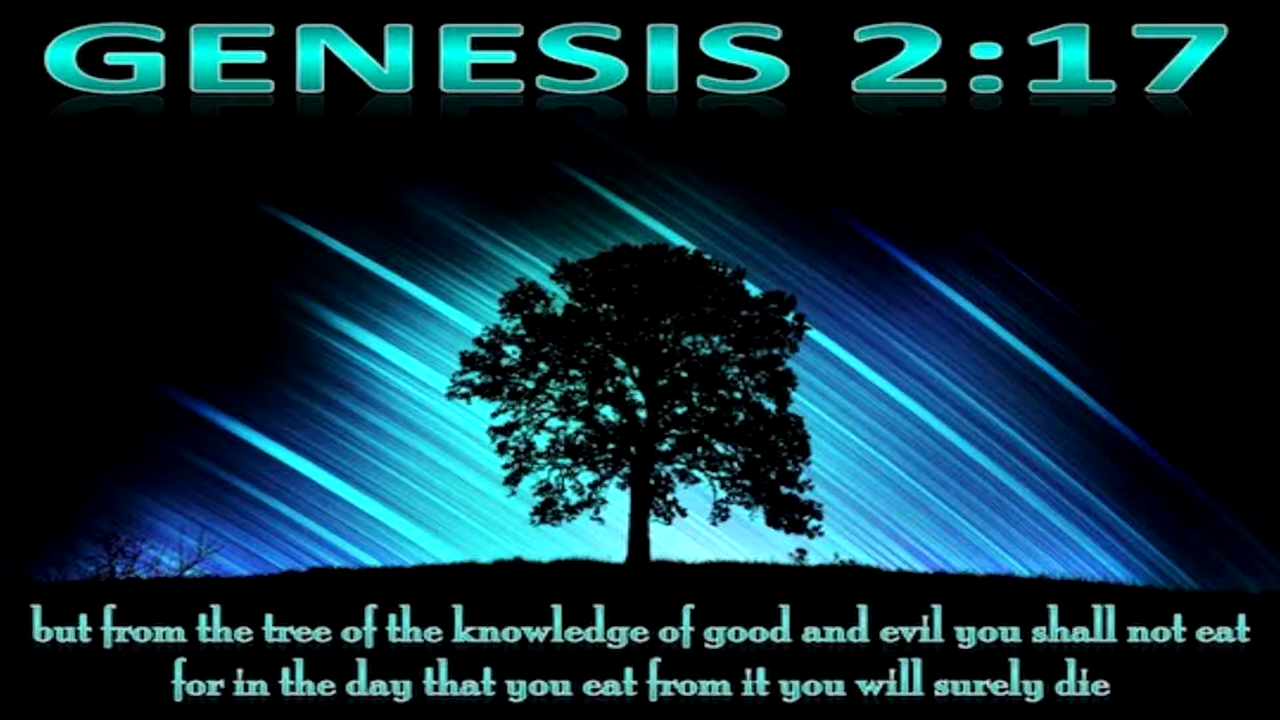 GENESIS 2:17
but from the tree of the knowledge of good and evil you shall not eat
for in the day that you eat from it you will surely die